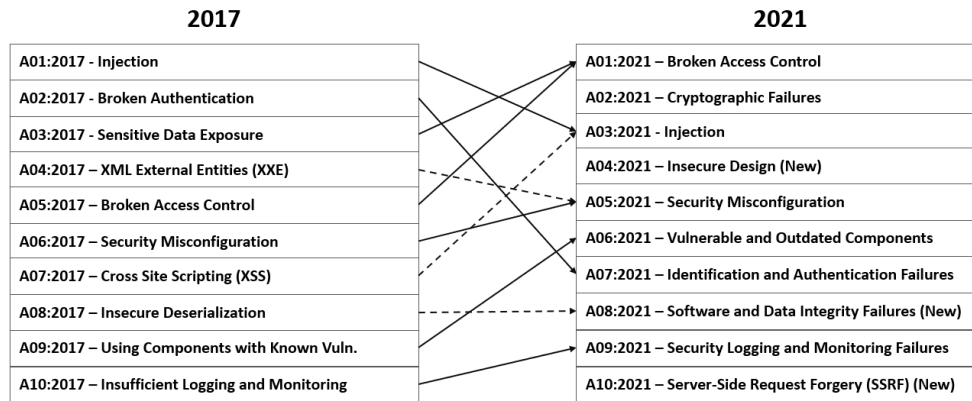 2017
A01:2017 - Injection
A02:2017 - Broken Authentication
A03:2017 - Sensitive Data Exposure
A04:2017 – XML External Entities (XXE)
A05:2017 – Broken Access Control
A06:2017 – Security Misconfiguration
A07:2017 – Cross Site Scripting (XSS)
A08:2017 – Insecure Deserialization
A09:2017 – Using Components with Known Vuln.
A10:2017 – Insufficient Logging and Monitoring
2021
A01:2021 – Broken Access Control
A02:2021 – Cryptographic Failures
A03:2021 - Injection
A04:2021 – Insecure Design (New)
A05:2021 – Security Misconfiguration
A06:2021 – Vulnerable and Outdated Components
A07:2021 – Identification and Authentication Failures
A08:2021 – Software and Data Integrity Failures (New)
A09:2021 – Security Logging and Monitoring Failures
A10:2021 – Server-Side Request Forgery (SSRF) (New)